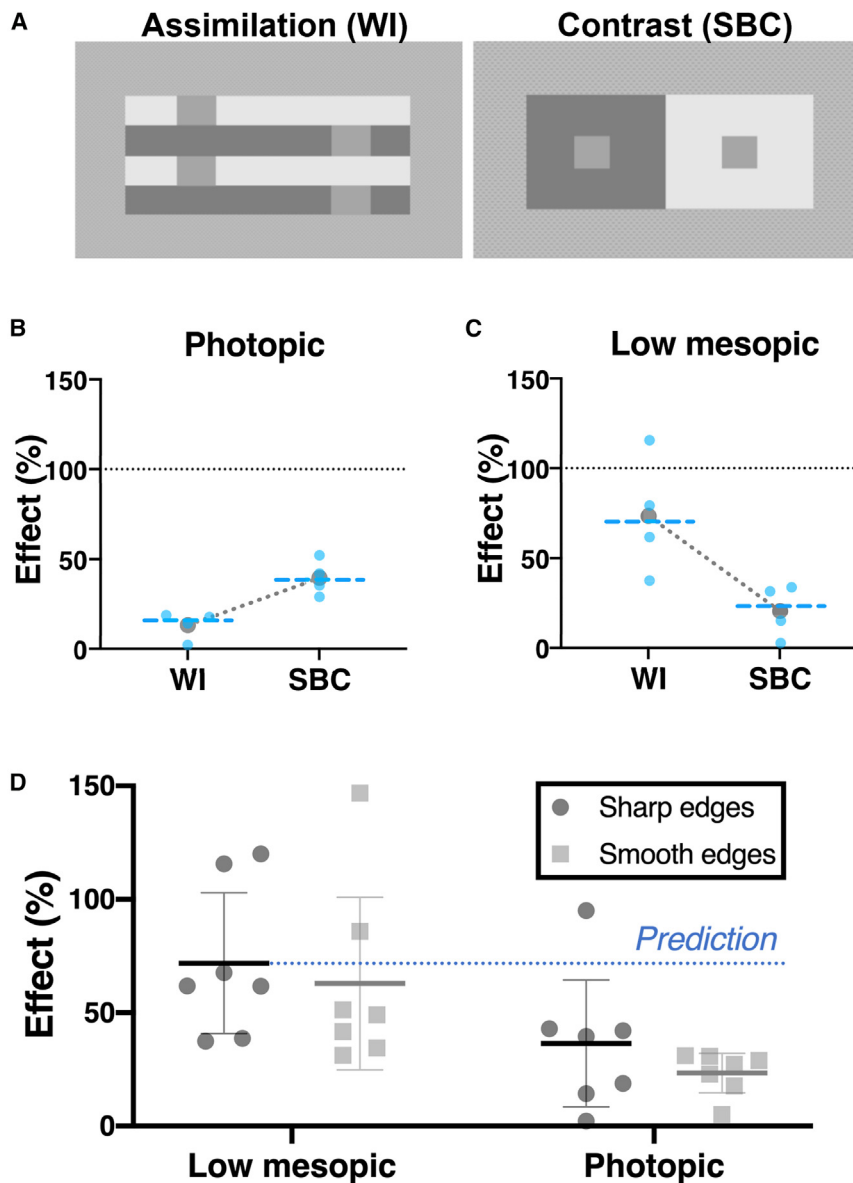 A
Assimilation (WI)
Contrast (SBC)
B
Photopic
150
100
50
0
Effect (%)
WI
SBC
C
Low mesopic
150
100
50
0
Effect (%)
WI
SBC
D
150
100
50
0
Effect (%)
Sharp edges
Smooth edges
Prediction
Low mesopic
Photopic